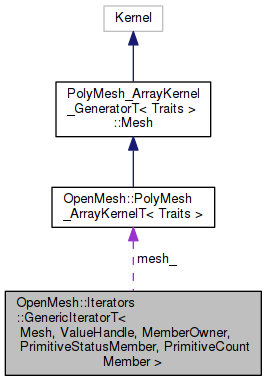 Kernel
PolyMesh_ArrayKernel
_GeneratorT< Traits >
::Mesh
OpenMesh::PolyMesh
_ArrayKernelT< Traits >
mesh_
OpenMesh::Iterators
::GenericIteratorT<
Mesh, ValueHandle, MemberOwner,
PrimitiveStatusMember, PrimitiveCount
Member >